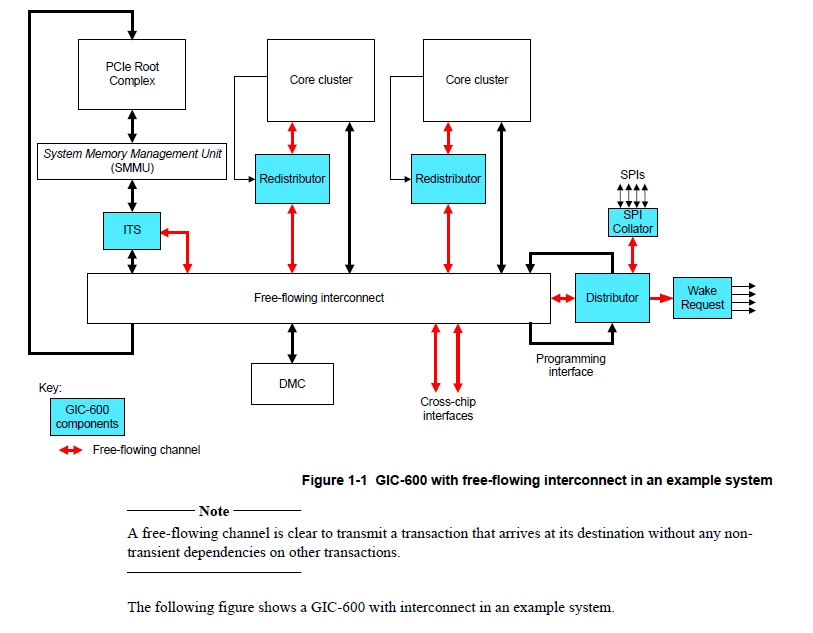 PCIe Root
Complex
Core cluster
Core cluster
System Memory Management Unit
(SMMU)
Redistributor
Redistributor
SPIs
SPI
Collator
ITS
Free-flowing interconnect
Distributor
Wake
Request
Programming
interface
DMC
Cross-chip
interfaces
Key:
GIC-600
components
Free-flowing channel
Figure 1-1 GIC-600 with free-flowing interconnect in an example system
Note
A free-flowing channel is clear to transmit a transaction that arrives at its destination without any non-
transient dependencies on other transactions.
The following figure shows a GIC-600 with interconnect in an example system.